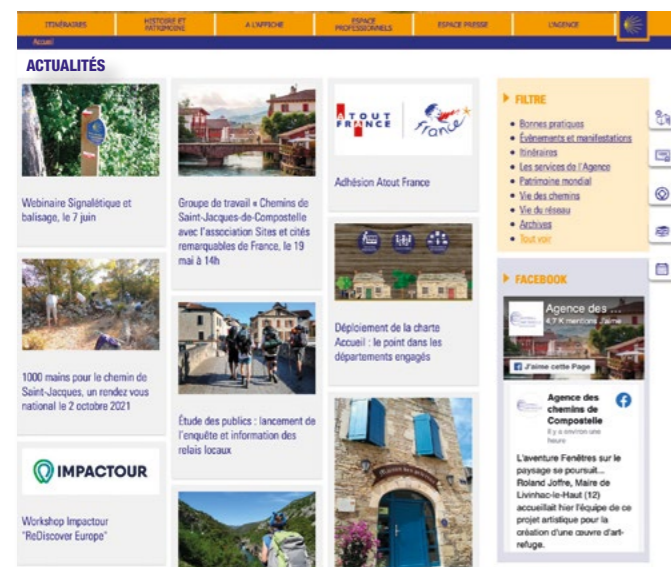 ITINÉRAIRES
HISTOIRE ET
PATRIMOINE
A L'AFFICHE
ESPACE
PROFESSIONNELS
ESPACE PRESSE
L'AGENCE
Accueil
ACTUALITÉS
Webinaire Signalétique et
balisage, le 7 juin
1000 mains pour le chemin de
Saint-Jacques, un rendez vous
national le 2 octobre 2021
IMPACTOUR
Workshop Impactour
"ReDiscover Europe"
Groupe de travail « Chemins de
Saint-Jacques-de-Compostelle
avec l'association Sites et cités
remarquables de France, le 19
mai à 14h
Étude des publics : lancement de
l'enquête et information des
relais locaux
ATOUT
FRANCE
France
Adhésion Atout France
Déploiement de la charte
Accueil : le point dans les
départements engagés
FILTRE
Bonnes pratiques
Évènements et manifestations
Itinéraires
Les services de l'Agence
Patrimoine mondial
Vie des chemins
Vie du réseau
Archives
Tout voir
FACEBOOK
Agence des ...
4,7 K mentions J'aime
J'aime cette Page
Agence des
chemins de
Compostelle
Il y a environ une
heure
L'aventure Fenêtres sur le
paysage se poursuit...
Roland Joffre, Maire de
Livinhac-le-Haut (12)
accueillait hier l'équipe de ce
projet artistique pour la
création d'une œuvre d'art-
refuge.